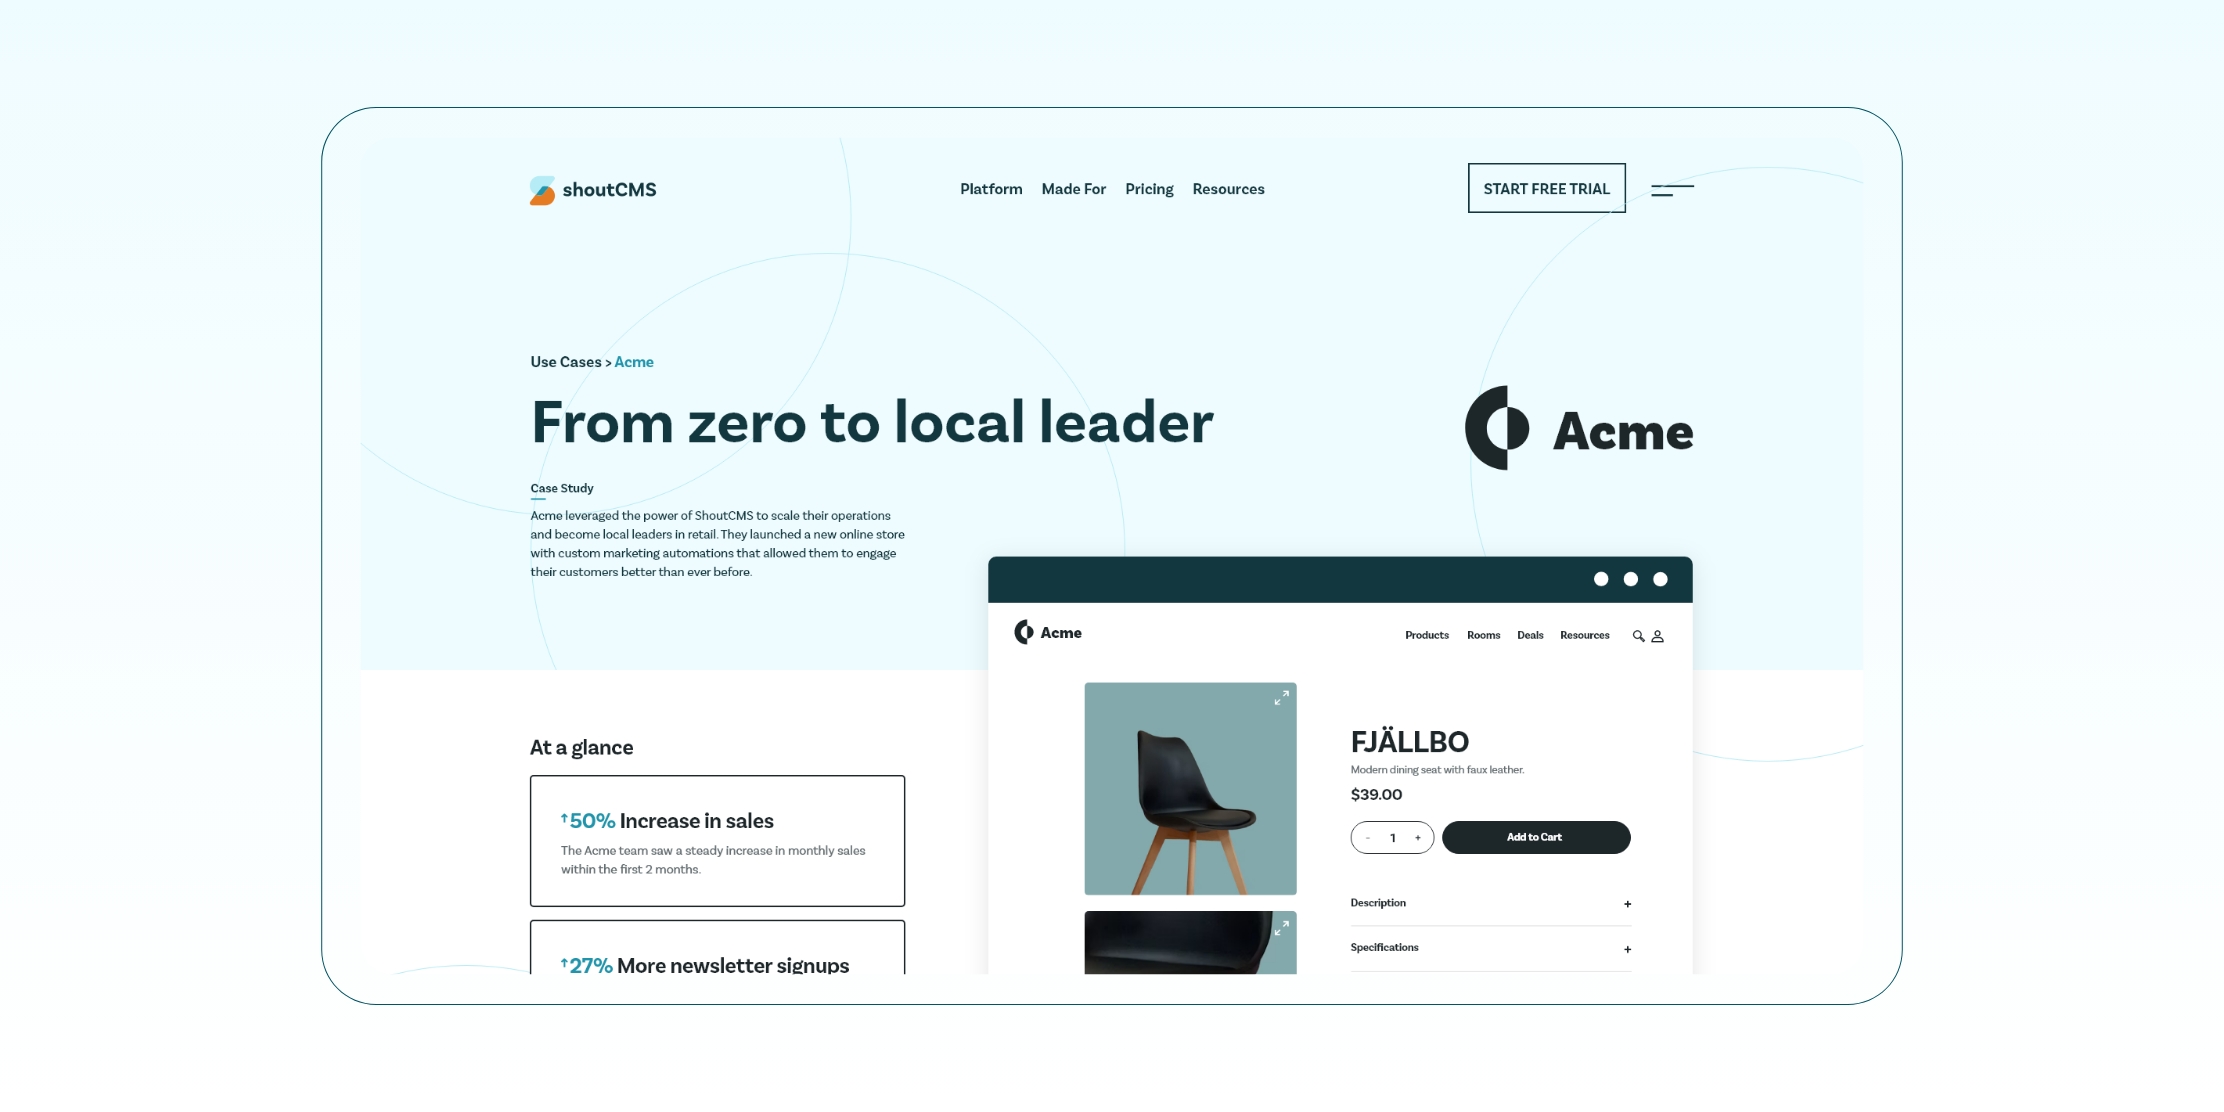 shoutCMS
Platform Made For Pricing Resources
START FREE TRIAL
Use Cases > Acme
From zero to local leader
Acme
Case Study
Acme leveraged the power of ShoutCMS to scale their operations
and become local leaders in retail. They launched a new online store
with custom marketing automations that allowed them to engage
their customers better than ever before.
At a glance
↑50% Increase in sales
The Acme team saw a steady increase in monthly sales
within the first 2 months.
↑27% More newsletter signups
Acme
Products Rooms Deals Resources
FJÄLLBO
Modern dining seat with faux leather.
$39.00
- 1 +
Add to Cart
Description +
Specifications +